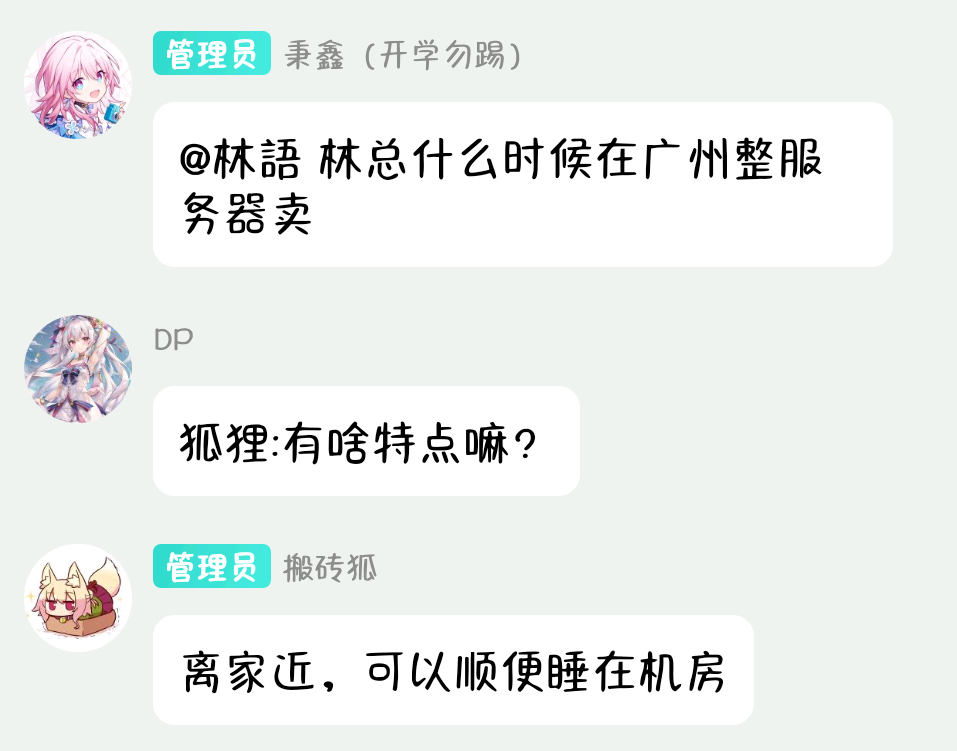 管理员 秉鑫（开学勿踢）
@林語 林总什么时候在广州整服
务器卖
DP
狐狸:有啥特点嘛?
管理员 搬砖狐
离家近，可以顺便睡在机房